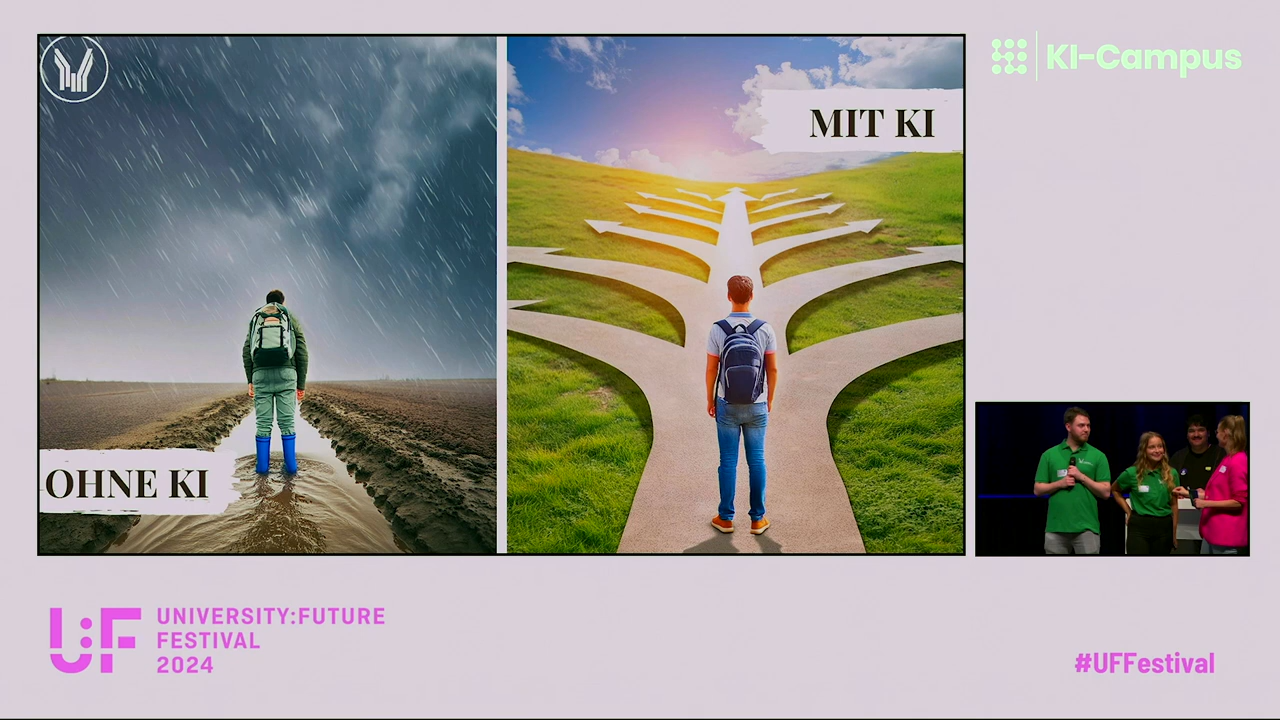 KI-Campus
MIT KI
OHNE KI
U:F
UNIVERSITY:FUTURE
FESTIVAL
2024
#UFFestival